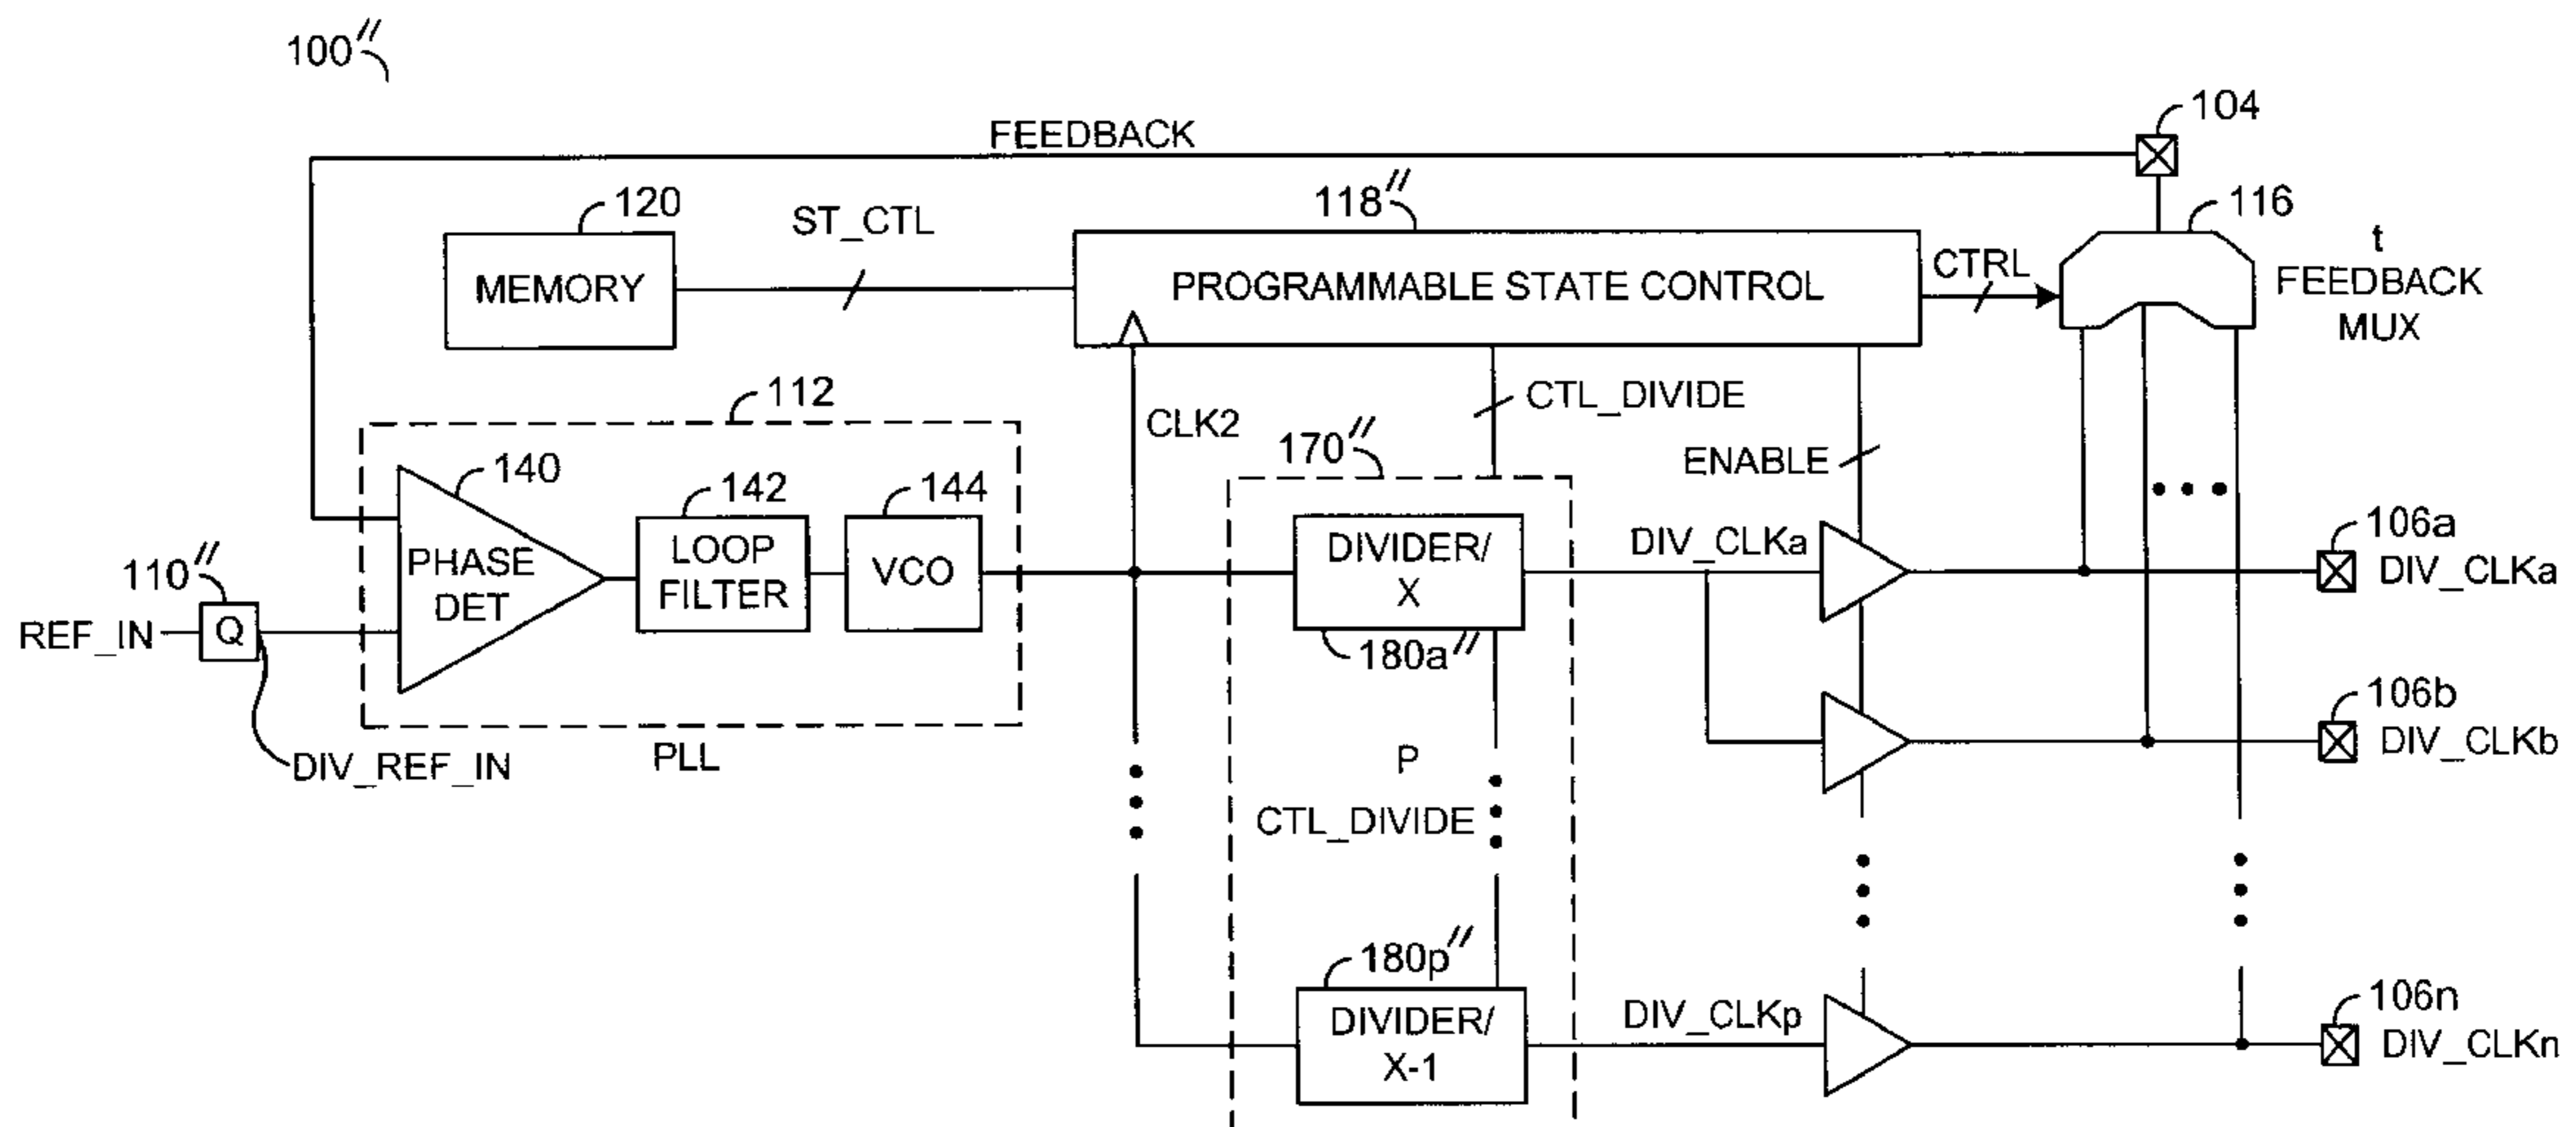 100″
104
FEEDBACK
120
118″
116
ST_CTL
t
FEEDBACK
MUX
CTRL
MEMORY
PROGRAMMABLE STATE CONTROL
112
CTL_DIVIDE
CLK2
170″
ENABLE
140
142
144
106a
DIV_CLKa
DIV_CLKa
110″
PHASE
DET
LOOP
FILTER
VCO
DIVIDER/
X
REF_IN
Q
180a″
106b
DIV_CLKb
PLL
DIV_REF_IN
P
CTL_DIVIDE
180p″
106n
DIV_CLKp
DIV_CLKn
DIVIDER/
X-1